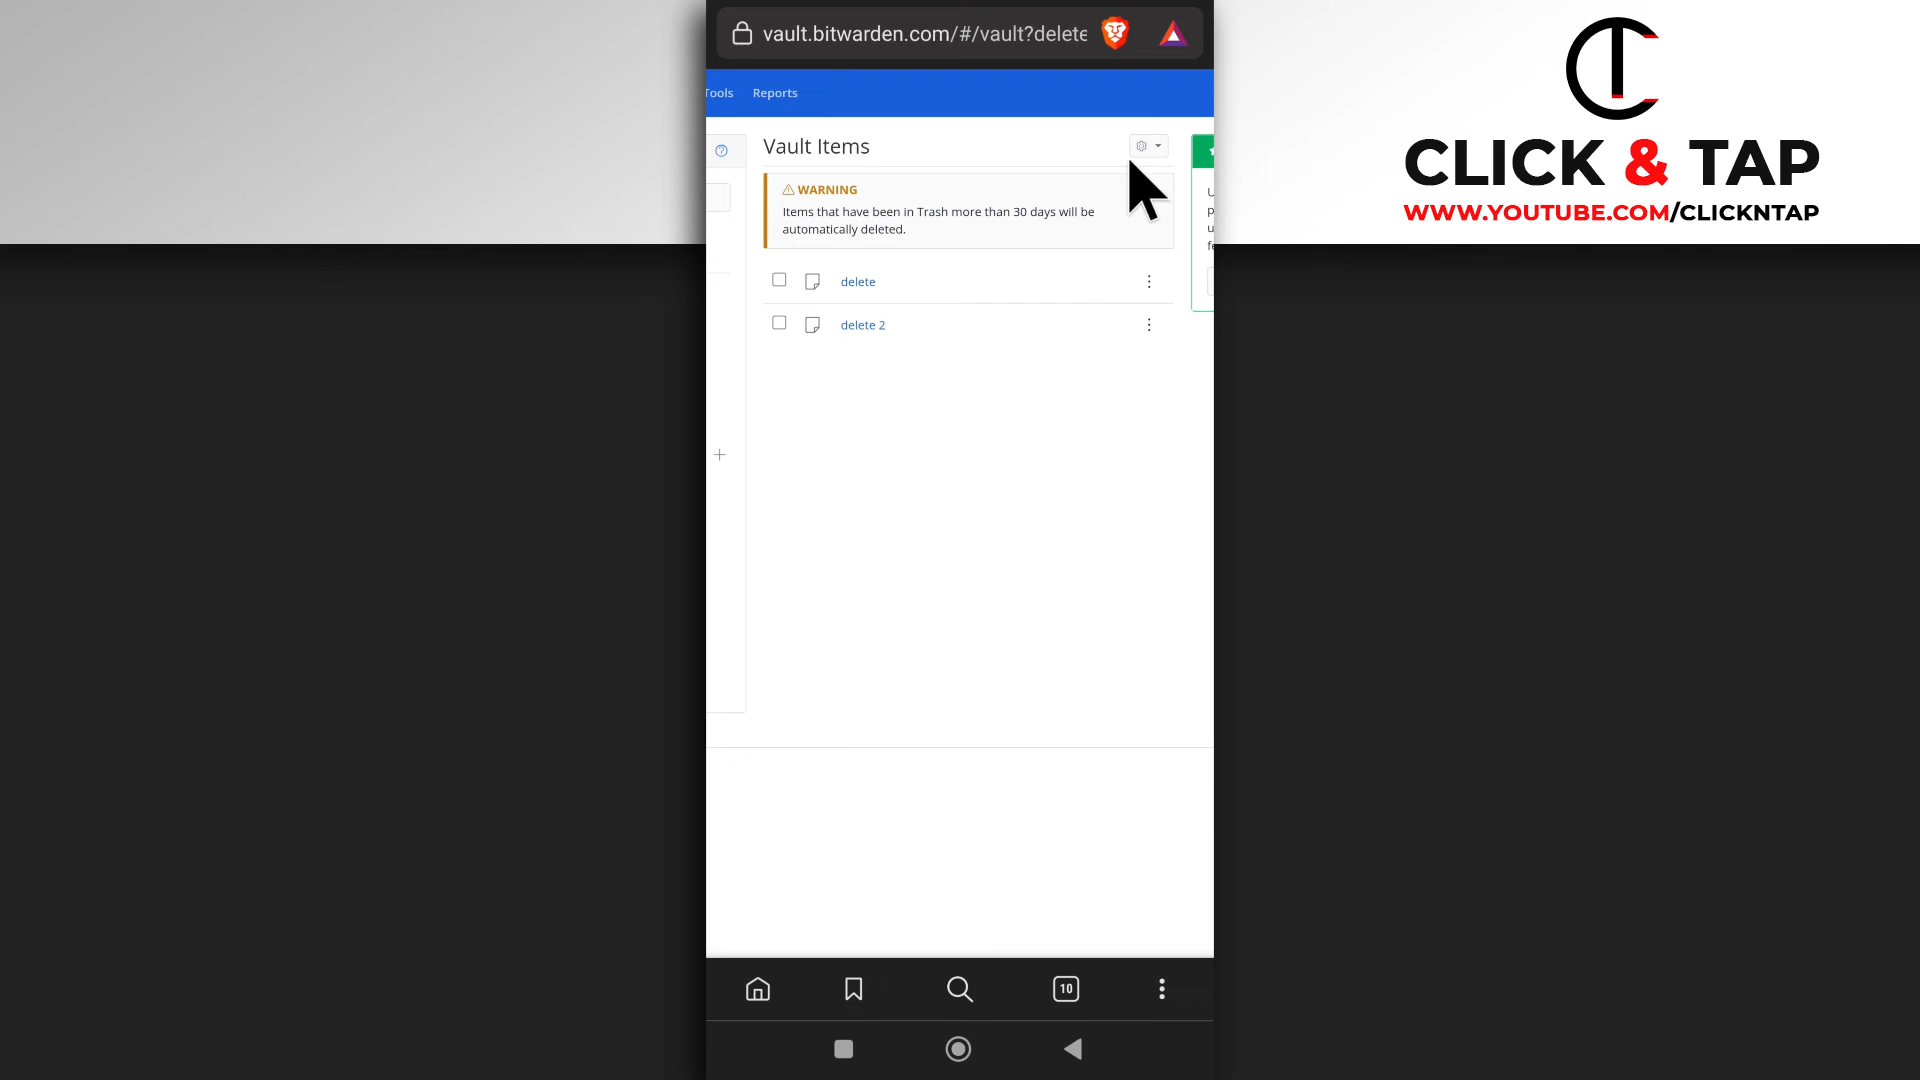 vault.bitwarden.com/#/vault?delete
Tools Reports
Vault Items
WARNING
Items that have been in Trash more than 30 days will be
automatically deleted.
delete
delete 2
10
CLICK & TAP
WWW.YOUTUBE.COM/CLICKNTAP